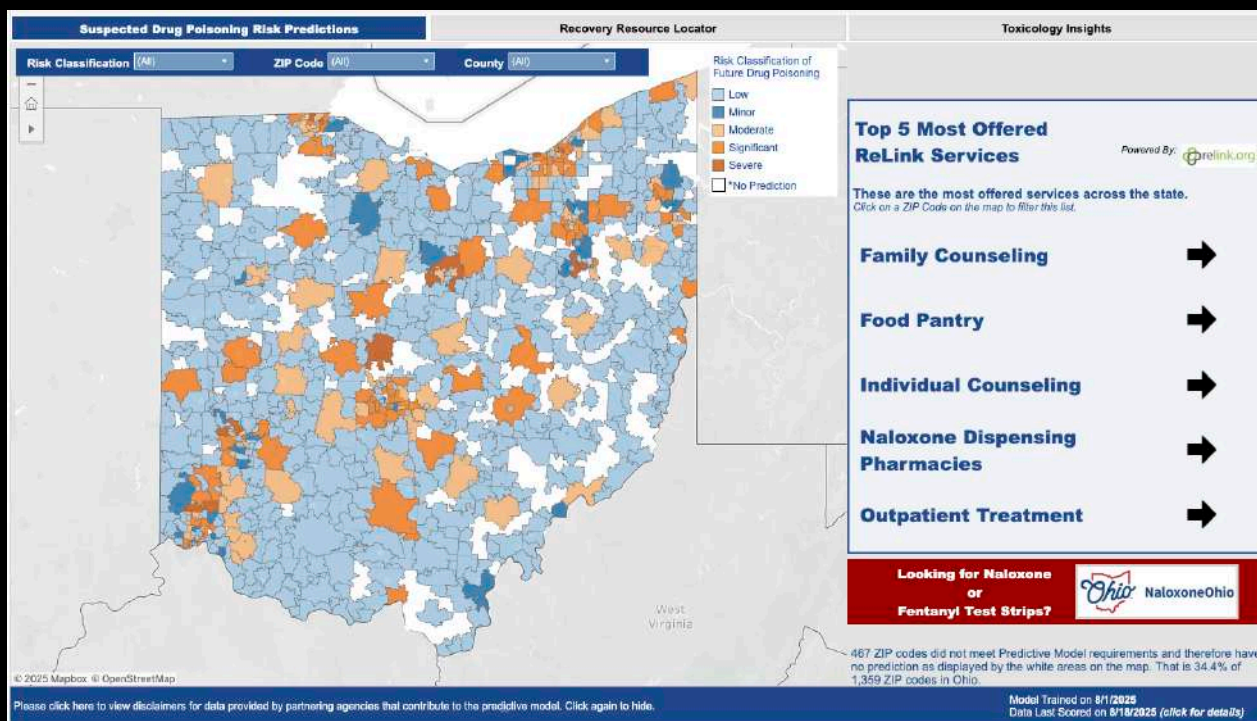 Suspected Drug Poisoning Risk Predictions
Recovery Resource Locator
Toxicology Insights
Risk Classification (All)
ZIP Code (All)
County (All)
Risk Classification of
Future Drug Poisoning
Low
Minor
Moderate
Significant
Severe
*No Prediction
Top 5 Most Offered
ReLink Services
Powered By: relink.org
These are the most offered services across the state.
Click on a ZIP Code on the map to filter this list.
Family Counseling
Food Pantry
Individual Counseling
Naloxone Dispensing
Pharmacies
Outpatient Treatment
Looking for Naloxone
or
Fentanyl Test Strips?
Ohio NaloxoneOhio
West
Virginia
467 ZIP codes did not meet Predictive Model requirements and therefore have
no prediction as displayed by the white areas on the map. That is 34.4% of
1,359 ZIP codes in Ohio.
© 2025 Mapbox © OpenStreetMap
Please click here to view disclaimers for data provided by partnering agencies that contribute to the predictive model. Click again to hide.
Model Trained on 8/1/2025
Data Last Scored on 8/18/2025 (click for details)